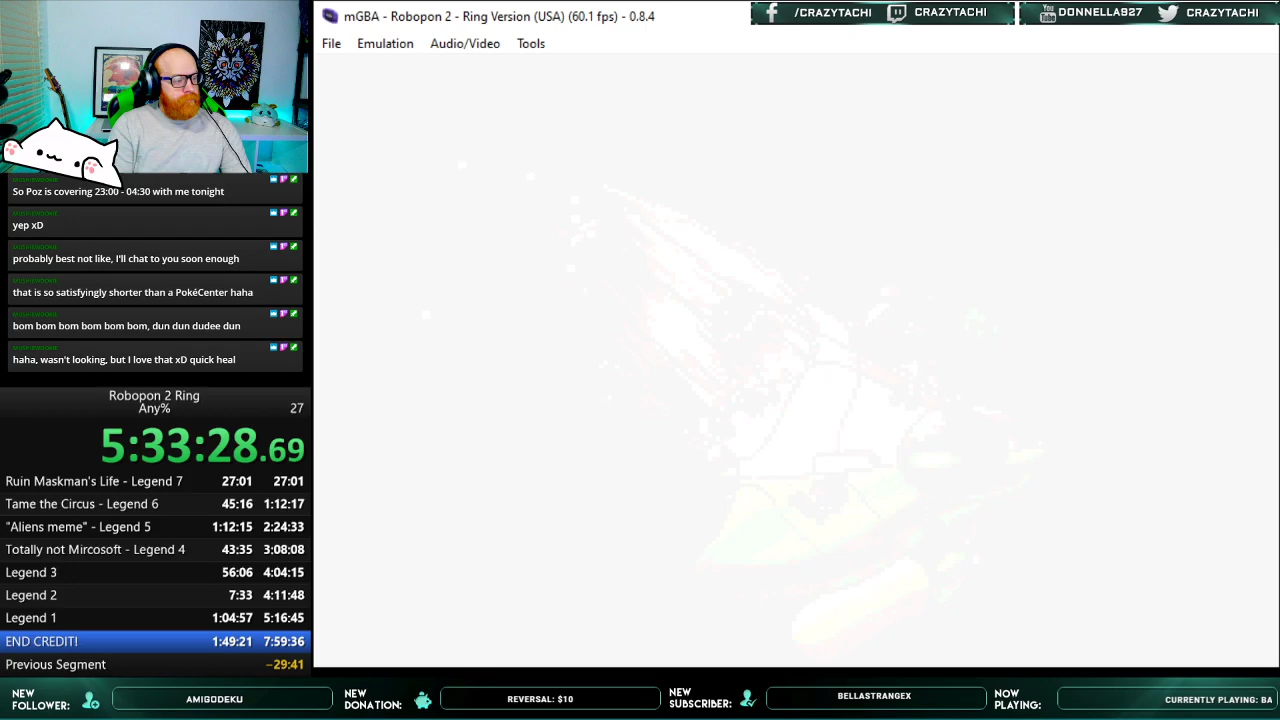 mGBA - Robopon 2 - Ring Version (USA) (60.1 fps) - 0.8.4
/CRAZYTACHI
CRAZYTACHI
You Tube DONNELLAB27
CRAZYTACHI
File Emulation Audio/Video Tools
So Poz is covering 23:00 - 04:30 with me tonight
yep xD
probably best not like, I'll chat to you soon enough
that is so satisfyingly shorter than a PokéCenter haha
bom bom bom bom bom bom, dun dun dudee dun
haha, wasn't looking, but I love that xD quick heal
Robopon 2 Ring
Any% 27
5:33:28.69
Ruin Maskman's Life - Legend 7 27:01 27:01
Tame the Circus - Legend 6 45:16 1:12:17
"Aliens meme" - Legend 5 1:12:15 2:24:33
Totally not Mircosoft - Legend 4 43:35 3:08:08
Legend 3 56:06 4:04:15
Legend 2 7:33 4:11:48
Legend 1 1:04:57 5:16:45
END CREDIT! 1:49:21 7:59:36
Previous Segment −29:41
NEW FOLLOWER: AMIGODEKU
NEW DONATION: REVERSAL: $10
NEW SUBSCRIBER: BELLASTRANGEX
NOW PLAYING: CURRENTLY PLAYING: BA